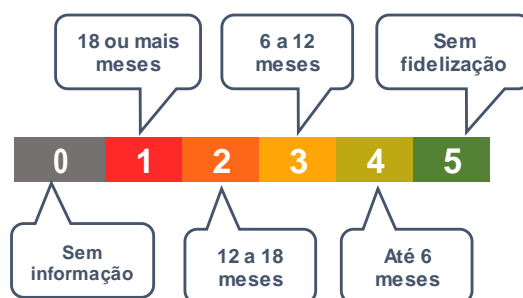 18 ou mais
meses
6 a 12
meses
Sem
fidelização
0 1 2 3 4 5
Sem
informação
12 a 18
meses
Até 6
meses